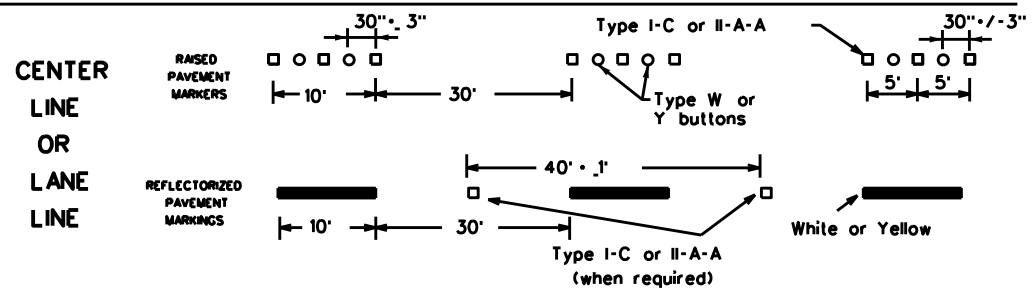 30"·_ 3"
Type I-C or II-A-A
30"·/-3"
CENTER
LINE
OR
LANE
LINE
RAISED
PAVEMENT
MARKERS
10'
30'
Type W or
Y buttons
5'
5'
40' · _1'
REFLECTORIZED
PAVEMENT
MARKINGS
10'
30'
Type I-C or II-A-A
(when required)
White or Yellow